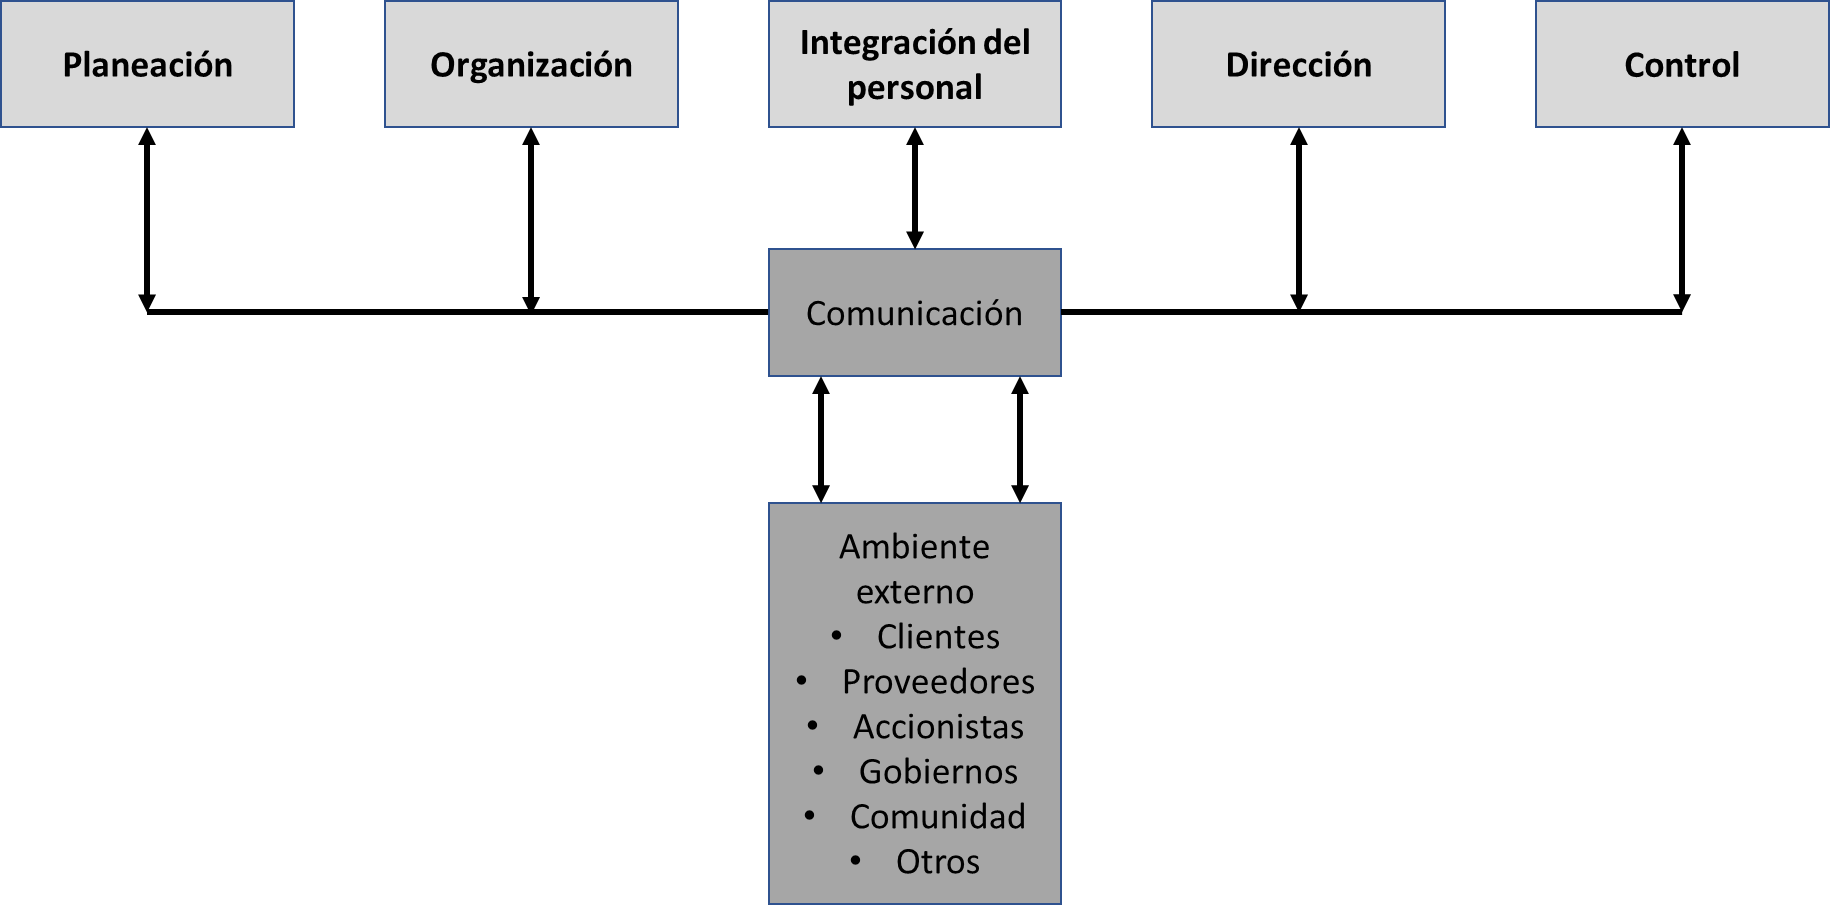 Planeación
Organización
Integración del
personal
Dirección
Control
Comunicación
Ambiente
externo
• Clientes
• Proveedores
• Accionistas
• Gobiernos
• Comunidad
• Otros